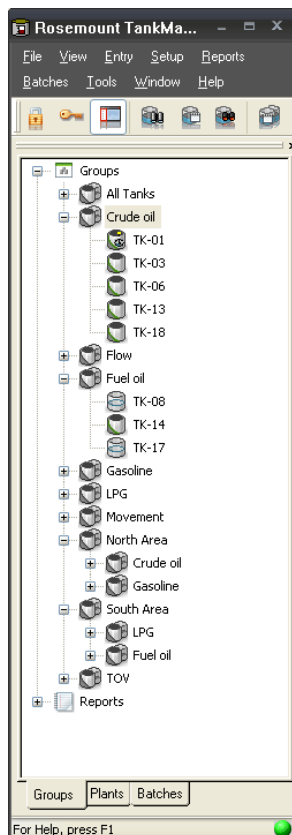 Rosemount TankMa...
File View Entry Setup Reports
Batches Tools Window Help
Groups
All Tanks
Crude oil
TK-01
TK-03
TK-06
TK-13
TK-18
Flow
Fuel oil
TK-08
TK-14
TK-17
Gasoline
LPG
Movement
North Area
Crude oil
Gasoline
South Area
LPG
Fuel oil
TOV
Reports
Groups Plants Batches
For Help, press F1